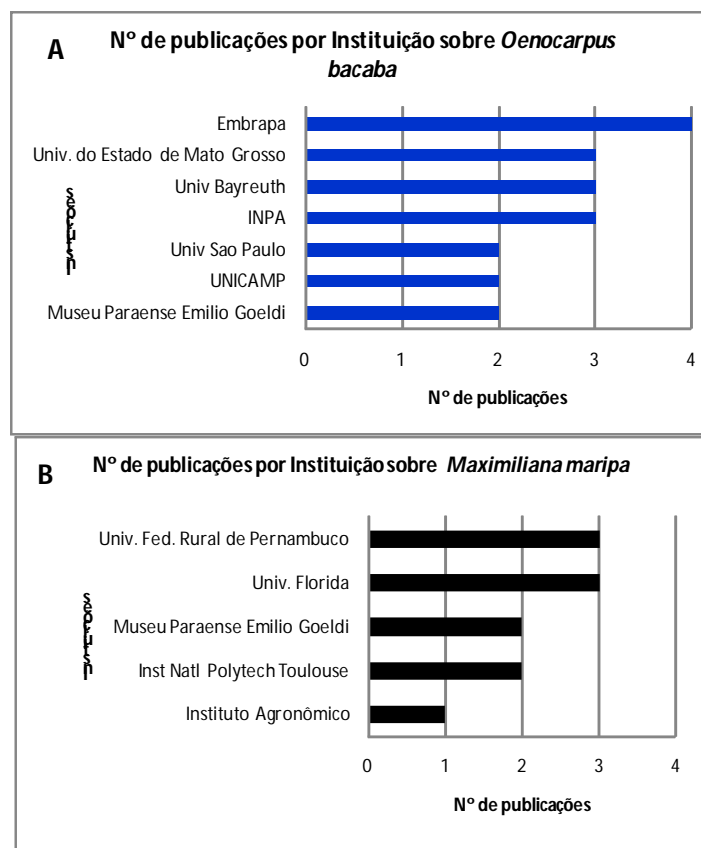 A
Nº de publicações por Instituição sobre Oenocarpus
bacaba
Embrapa
Univ. do Estado de Mato Grosso
Univ Bayreuth
INPA
Univ Sao Paulo
UNICAMP
Museu Paraense Emilio Goeldi
Instituições
0 1 2 3 4
Nº de publicações
B
Nº de publicações por Instituição sobre Maximiliana maripa
Univ. Fed. Rural de Pernambuco
Univ. Florida
Museu Paraense Emilio Goeldi
Inst Natl Polytech Toulouse
Instituto Agronômico
Instituições
0 1 2 3 4
Nº de publicações